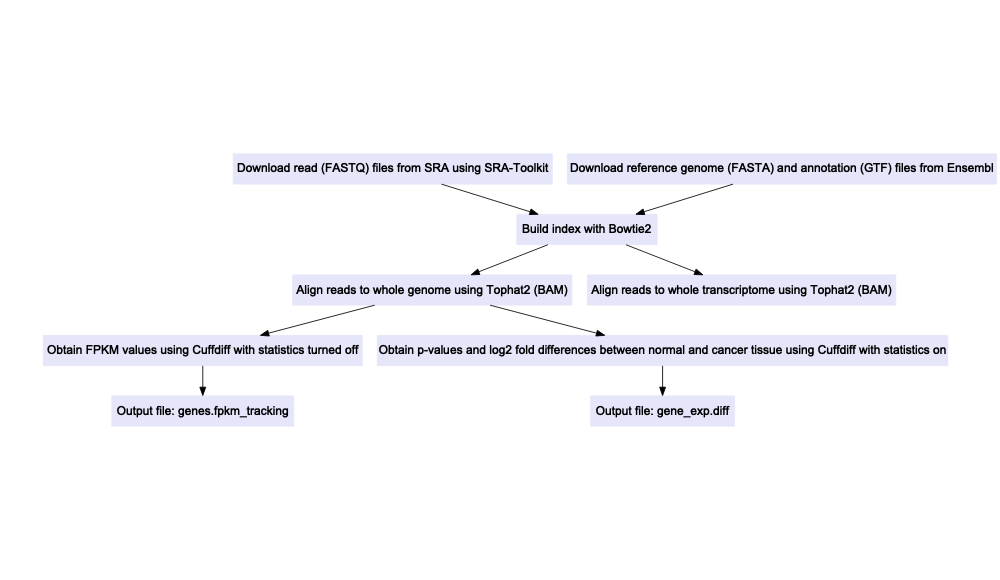 Download read (FASTQ) files from SRA using SRA-Toolkit
Download reference genome (FASTA) and annotation (GTF) files from Ensembl
Build index with Bowtie2
Align reads to whole genome using Tophat2 (BAM)
Align reads to whole transcriptome using Tophat2 (BAM)
Obtain FPKM values using Cuffdiff with statistics turned off
Obtain p-values and log2 fold differences between normal and cancer tissue using Cuffdiff with statistics on
Output file: genes.fpkm_tracking
Output file: gene_exp.diff